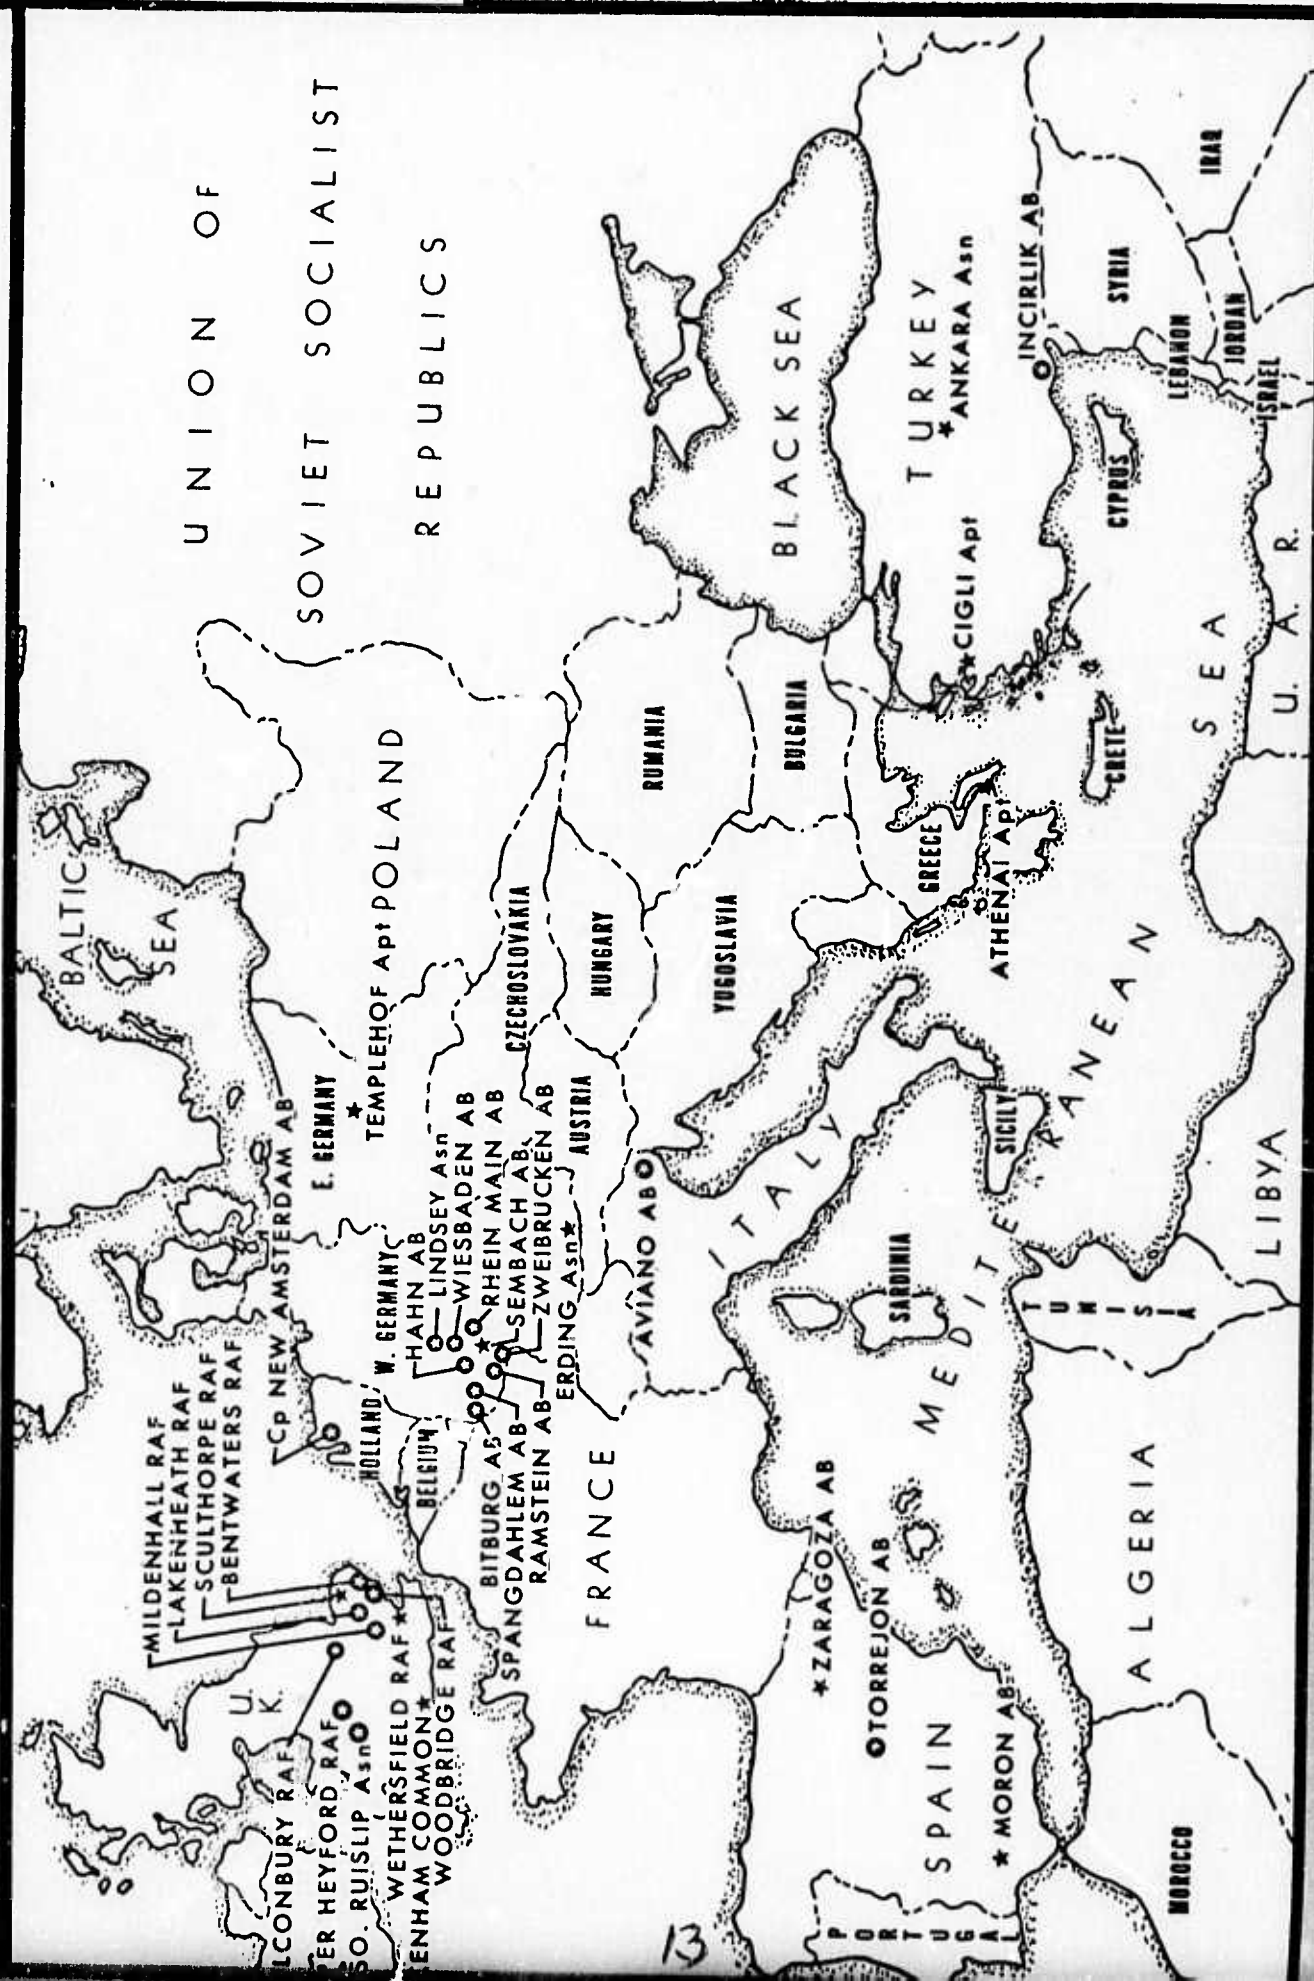 UNION OF
SOVIET SOCIALIST
REPUBLICS
BALTIC
SEA
MILDENHALL RAF
LAKENHEATH RAF
SCULTHORPE RAF
BENTWATERS RAF
Cp NEW AMSTERDAM AB
U.
K.
LCONBURY RAF
PER HEYFORD RAF
SO. RUISLIP Asn
WETHERSFIELD RAF
ENHAM COMMON
WOODBRIDGE RAF
HOLLAND
BELGIUM
W. GERMANY
E. GERMANY
TEMPLEHOF Apt
POLAND
HAHN AB
LINDSEY Asn
WIESBADEN AB
RHEIN MAIN AB
SEMBACH AB
ZWEIBRUCKEN AB
ERDING Asn
BITBURG AB
SPANGDAHLEM AB
RAMSTEIN AB
CZECHOSLOVAKIA
AUSTRIA
HUNGARY
RUMANIA
YUGOSLAVIA
BULGARIA
BLACK SEA
FRANCE
AVIANO AB
ITALY
SARDINIA
SICILY
GREECE
ATHENAI Apt
CRETE
TURKEY
ANKARA Asn
CIGLI Apt
INCIRLIK AB
CYPRUS
SYRIA
LEBANON
JORDAN
ISRAEL
IRAQ
U. A. R.
ZARAGOZA AB
TORREJON AB
SPAIN
MORON AB
PORTUGAL
MEDITERRANEAN
SEA
MOROCCO
ALGERIA
TUNISIA
LIBYA
13